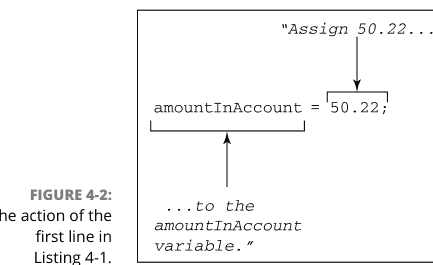 "Assign 50.22...
amountInAccount = 50.22;
...to the
amountInAccount
variable."
FIGURE 4-2:
he action of the
first line in
Listing 4-1.